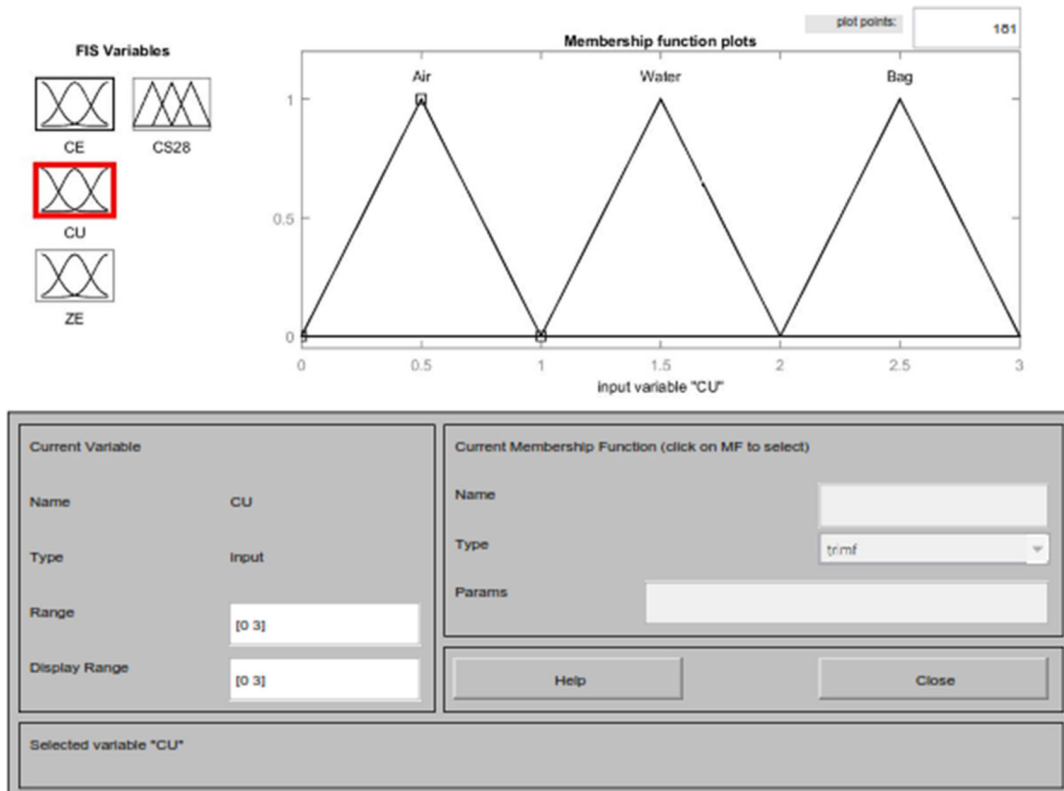 plot points: 181
FIS Variables
Membership function plots
Air Water Bag
CE CS28
CU
ZE
1
0.5
0
0 0.5 1 1.5 2 2.5 3
input variable "CU"
Current Variable
Name CU
Type Input
Range [0 3]
Display Range [0 3]
Current Membership Function (click on MF to select)
Name
Type trimf
Params
Help Close
Selected variable "CU"